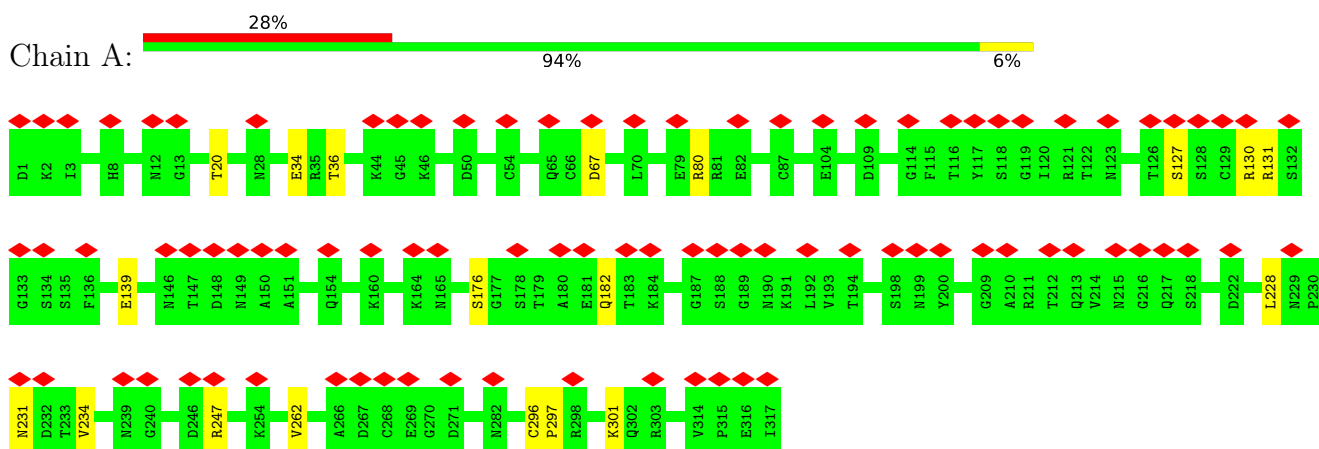 28%
Chain A:
94% 6%
D1 K2 I3 H8 N12 G13 T20 N28 E34 R35 T36 K44 G45 K46 D50 C54 Q65 C66 D67 L70 E79 R80 R81 E82 C87 E104 D109 G114 F115 T116 Y117 S118 G119 I120 R121 T122 N123 T126 S127 S128 C129 R130 R131 S132
G133 S134 S135 F136 E139 N146 T147 D148 N149 A150 A151 Q154 K160 K164 N165 S176 G177 S178 T179 A180 E181 Q182 T183 K184 G187 S188 G189 N190 K191 L192 Y193 T194 S198 N199 Y200 G209 A210 R211 T212 Q213 V214 N215 G216 Q217 S218 D222 L228 N229 P230
N231 D232 T233 V234 N239 G240 D246 R247 K254 V262 A266 D267 C268 E269 G270 D271 N282 C296 P297 R298 K301 Q302 R303 V314 P315 E316 I317